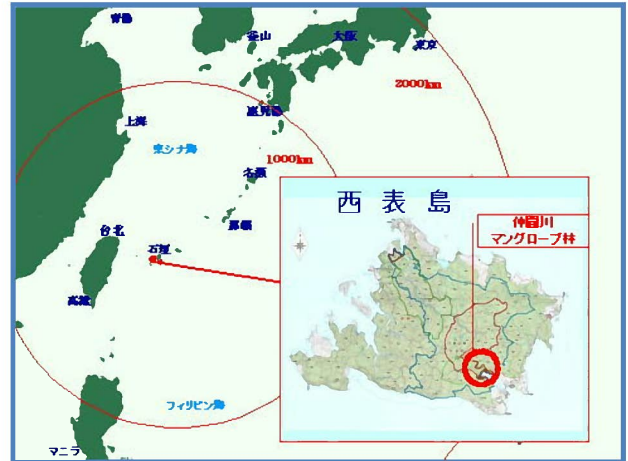 青島
釜山
大阪
東京
2000km
上海
鹿児島
東シナ海
1000km
名瀬
西表島
那覇
仲間川
マングローブ林
台北
石垣
高雄
フィリピン海
マニラ